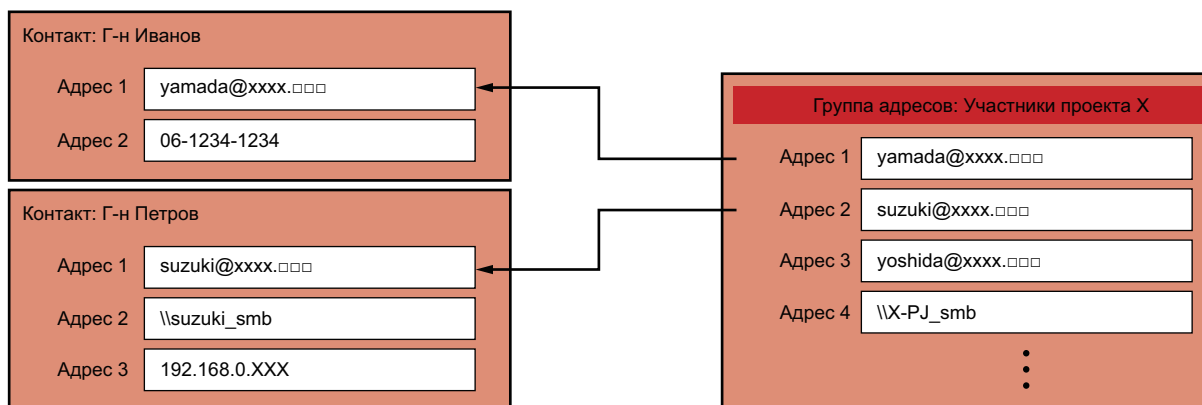 Контакт: Г-н Иванов
Адрес 1 yamada@xxxx.□□□
Адрес 2 06-1234-1234
Контакт: Г-н Петров
Адрес 1 suzuki@xxxx.□□□
Адрес 2 \\suzuki_smb
Адрес 3 192.168.0.XXX
Группа адресов: Участники проекта X
Адрес 1 yamada@xxxx.□□□
Адрес 2 suzuki@xxxx.□□□
Адрес 3 yoshida@xxxx.□□□
Адрес 4 \\X-PJ_smb